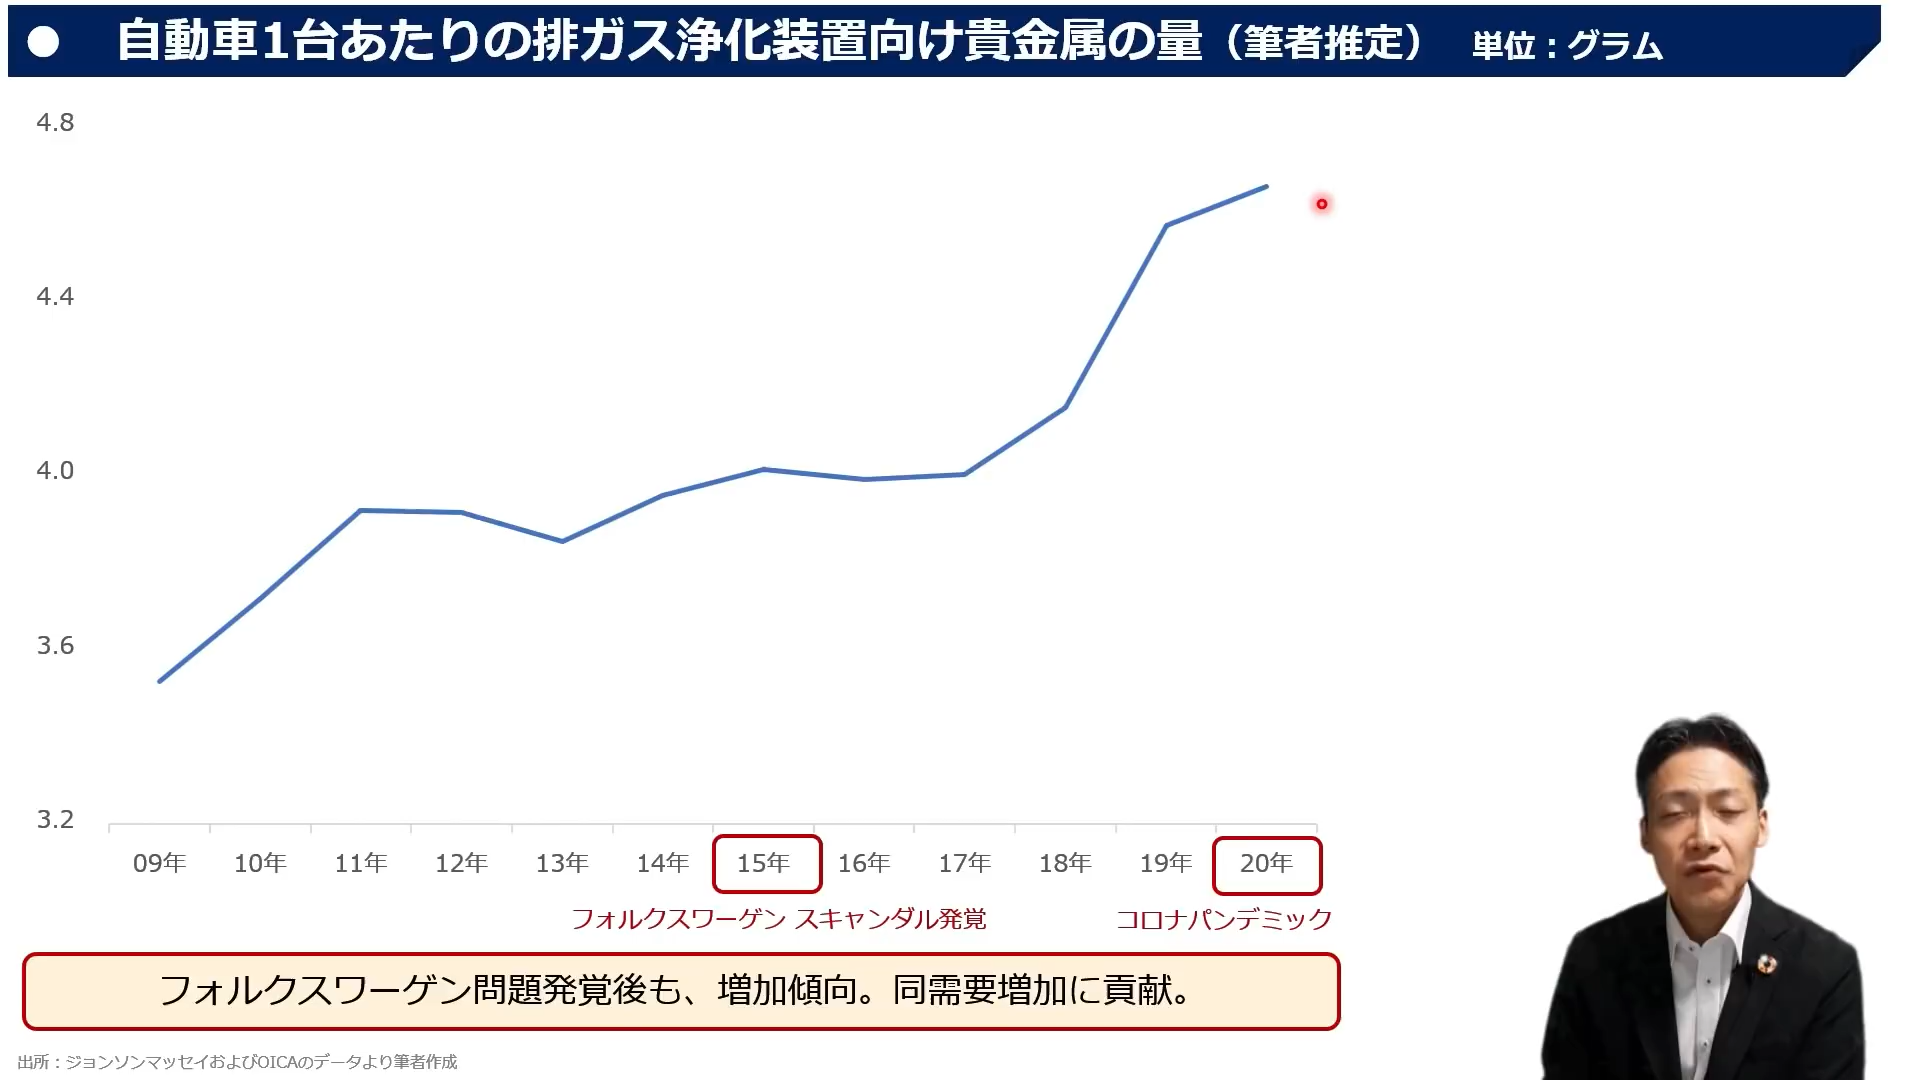 自動車1台あたりの排ガス浄化装置向け貴金属の量（筆者推定） 単位：グラム
4.8
4.4
4.0
3.6
3.2
09年 10年 11年 12年 13年 14年 15年 16年 17年 18年 19年 20年
フォルクスワーゲン スキャンダル発覚 コロナパンデミック
フォルクスワーゲン問題発覚後も、増加傾向。同需要増加に貢献。
出所：ジョンソンマッセイおよびOICAのデータより筆者作成